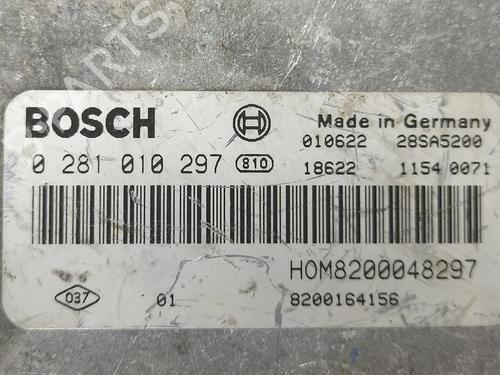 BOSCH
Made in Germany
010622 28SA5200
0 281 010 297 810
18622 1154 0071
HOM8200048297
037 01 8200164156